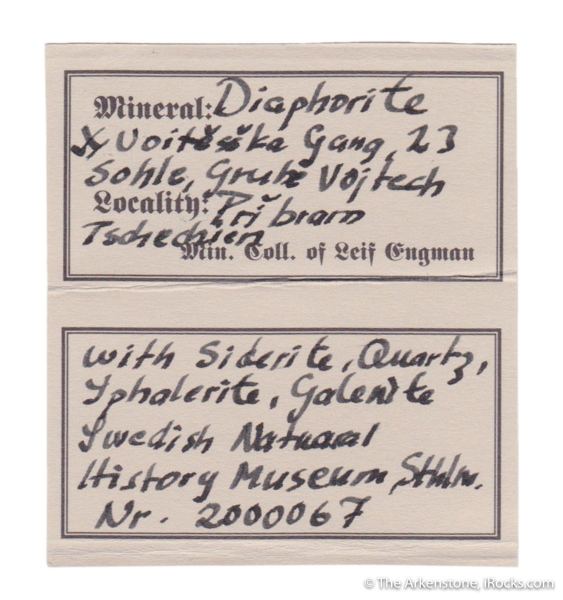 Mineral: Diaphorite
X Voitěška Gang, 23
Sohle, Grube Vojtech
Locality: Příbram
Tschechien
Min. Coll. of Leif Engman
with Siderite, Quartz,
Sphalerite, Galenite
Swedish Natural
History Museum, Sthlm.
Nr. 2000067
© The Arkenstone, iRocks.com